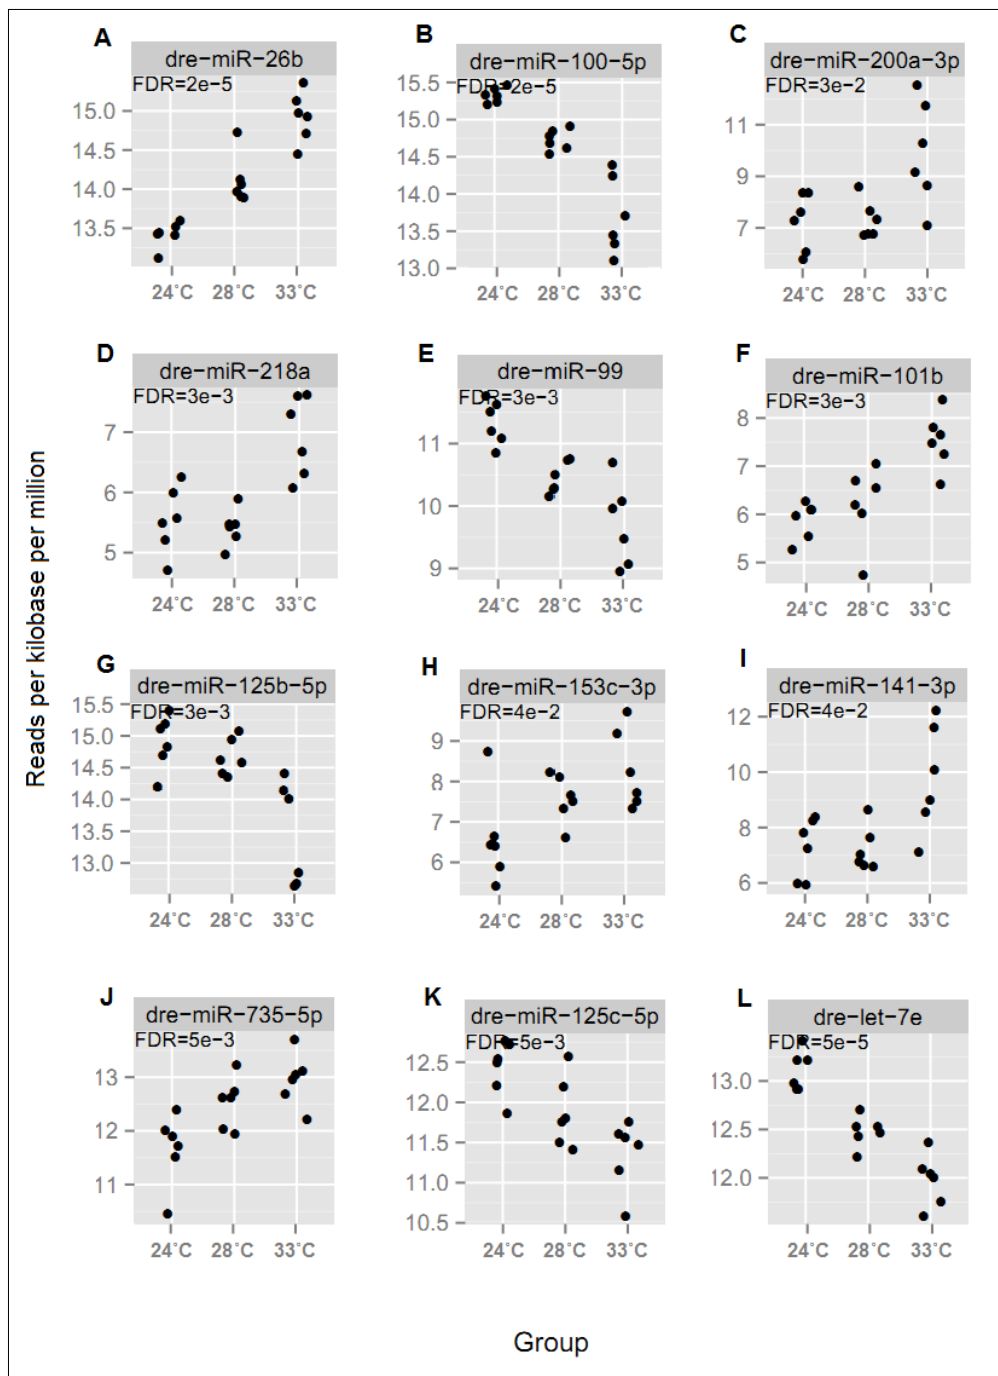 A
dre-miR-26b
FDR=2e-5
15.0
14.5
14.0
13.5
24°C 28°C 33°C
B
dre-miR-100-5p
FDR=2e-5
15.5
15.0
14.5
14.0
13.5
13.0
24°C 28°C 33°C
C
dre-miR-200a-3p
FDR=3e-2
11
9
7
24°C 28°C 33°C
D
dre-miR-218a
FDR=3e-3
7
6
5
24°C 28°C 33°C
E
dre-miR-99
FDR=3e-3
11
10
9
24°C 28°C 33°C
F
dre-miR-101b
FDR=3e-3
8
7
6
5
24°C 28°C 33°C
Reads per kilobase per million
G
dre-miR-125b-5p
FDR=3e-3
15.5
15.0
14.5
14.0
13.5
13.0
24°C 28°C 33°C
H
dre-miR-153c-3p
FDR=4e-2
9
8
7
6
24°C 28°C 33°C
I
dre-miR-141-3p
FDR=4e-2
12
10
8
6
24°C 28°C 33°C
J
dre-miR-735-5p
FDR=5e-3
13
12
11
24°C 28°C 33°C
K
dre-miR-125c-5p
FDR=5e-3
12.5
12.0
11.5
11.0
10.5
24°C 28°C 33°C
L
dre-let-7e
FDR=5e-5
13.0
12.5
12.0
24°C 28°C 33°C
Group